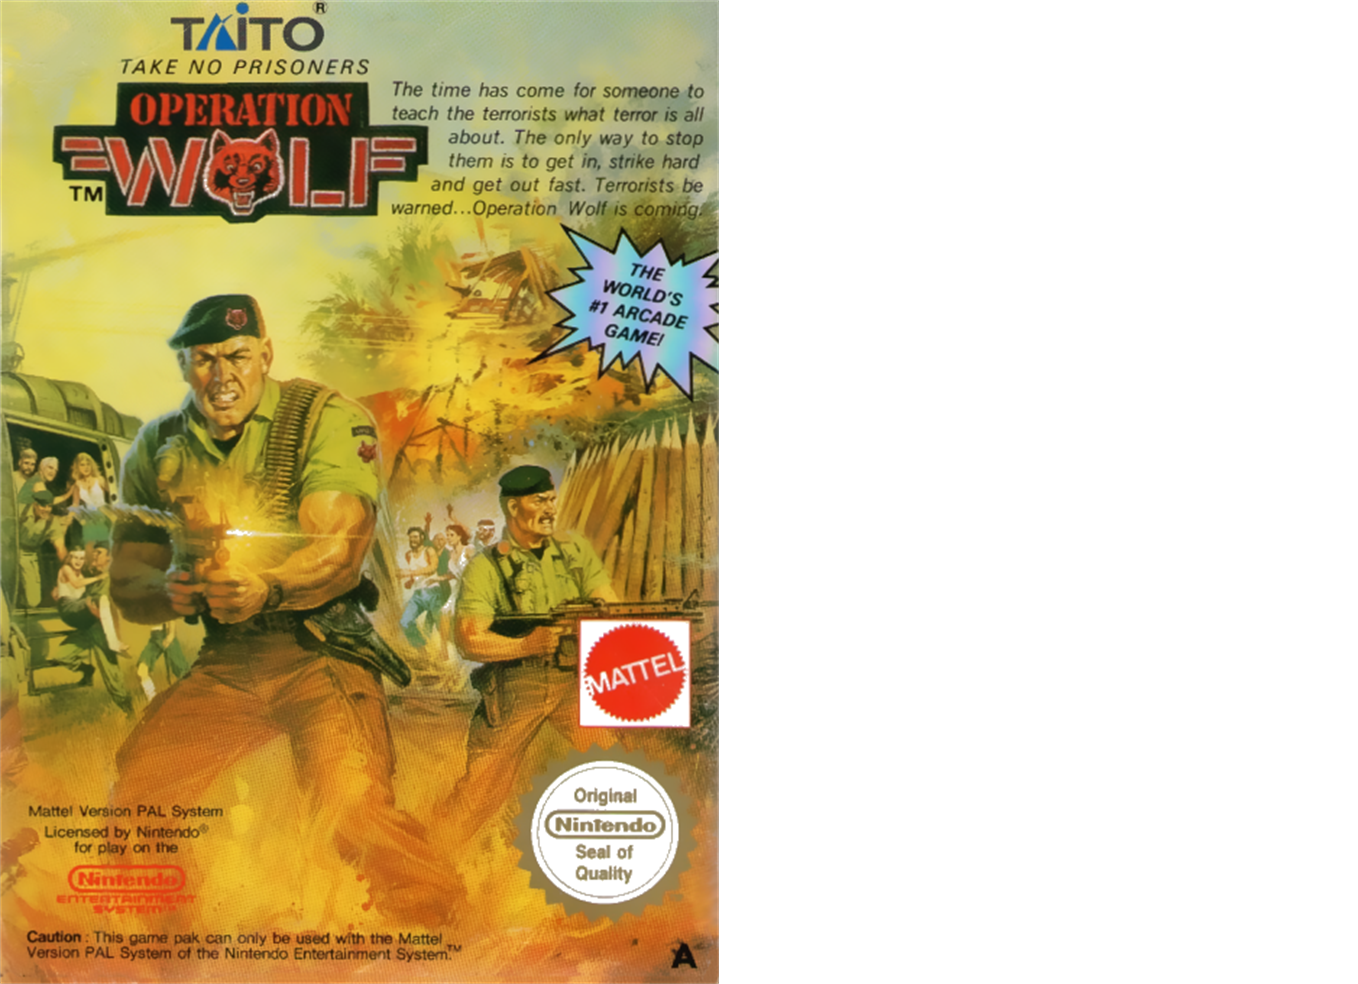 TAITO®
TAKE NO PRISONERS
OPERATION
WOLF
TM
The time has come for someone to
teach the terrorists what terror is all
about. The only way to stop
them is to get in, strike hard
and get out fast. Terrorists be
warned...Operation Wolf is coming.
THE
WORLD'S
#1 ARCADE
GAME!
MATTEL
Original
Nintendo
Seal of
Quality
Mattel Version PAL System
Licensed by Nintendo®
for play on the
Nintendo
ENTERTAINMENT
SYSTEM™
Caution : This game pak can only be used with the Mattel
Version PAL System of the Nintendo Entertainment System.™
A